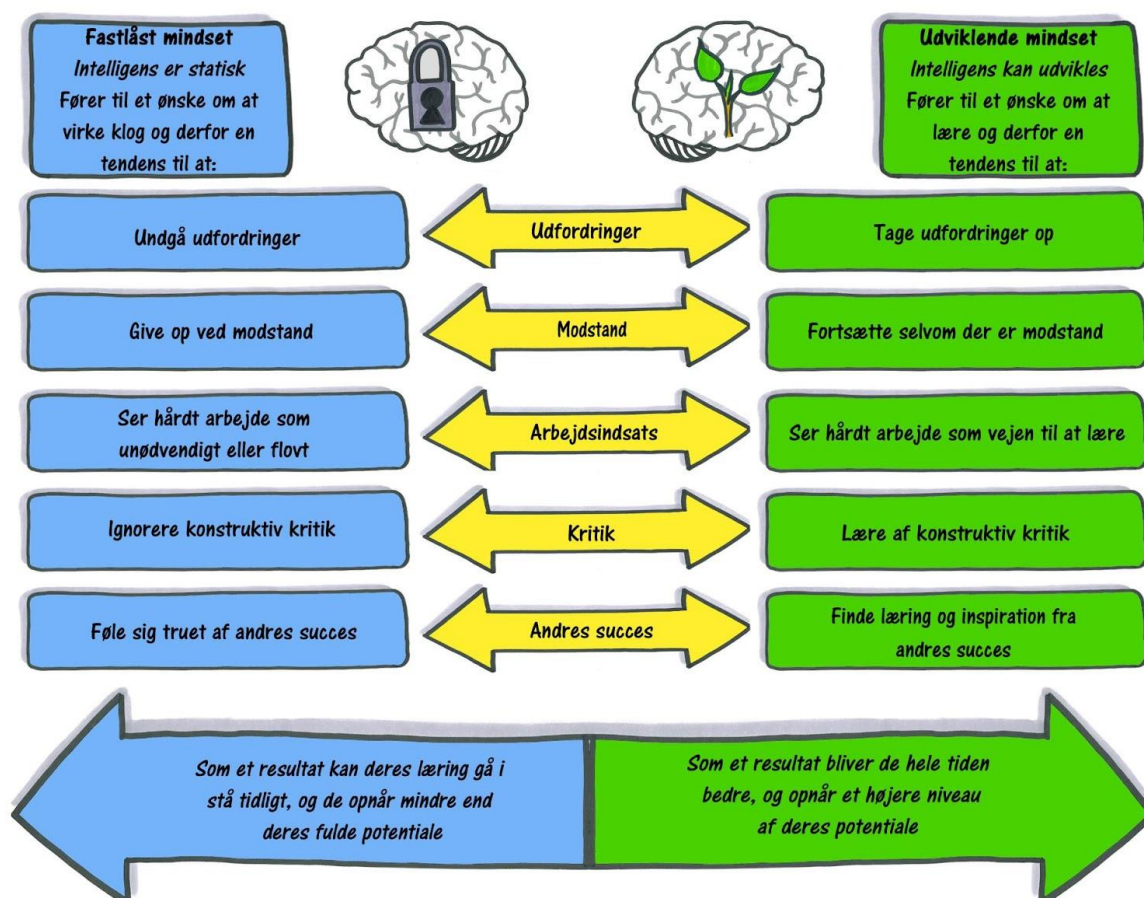 Fastlåst mindset
Intelligens er statisk
Fører til et ønske om at
virke klog og derfor en
tendens til at:
Udviklende mindset
Intelligens kan udvikles
Fører til et ønske om at
lære og derfor en
tendens til at:
Undgå udfordringer
Udfordringer
Tage udfordringer op
Give op ved modstand
Modstand
Fortsætte selvom der er modstand
Ser hårdt arbejde som
unødvendigt eller flovt
Arbejdsindsats
Ser hårdt arbejde som vejen til at lære
Ignorere konstruktiv kritik
Kritik
Lære af konstruktiv kritik
Føle sig truet af andres succes
Andres succes
Finde læring og inspiration fra
andres succes
Som et resultat kan deres læring gå i
stå tidligt, og de opnår mindre end
deres fulde potentiale
Som et resultat bliver de hele tiden
bedre, og opnår et højere niveau
af deres potentiale